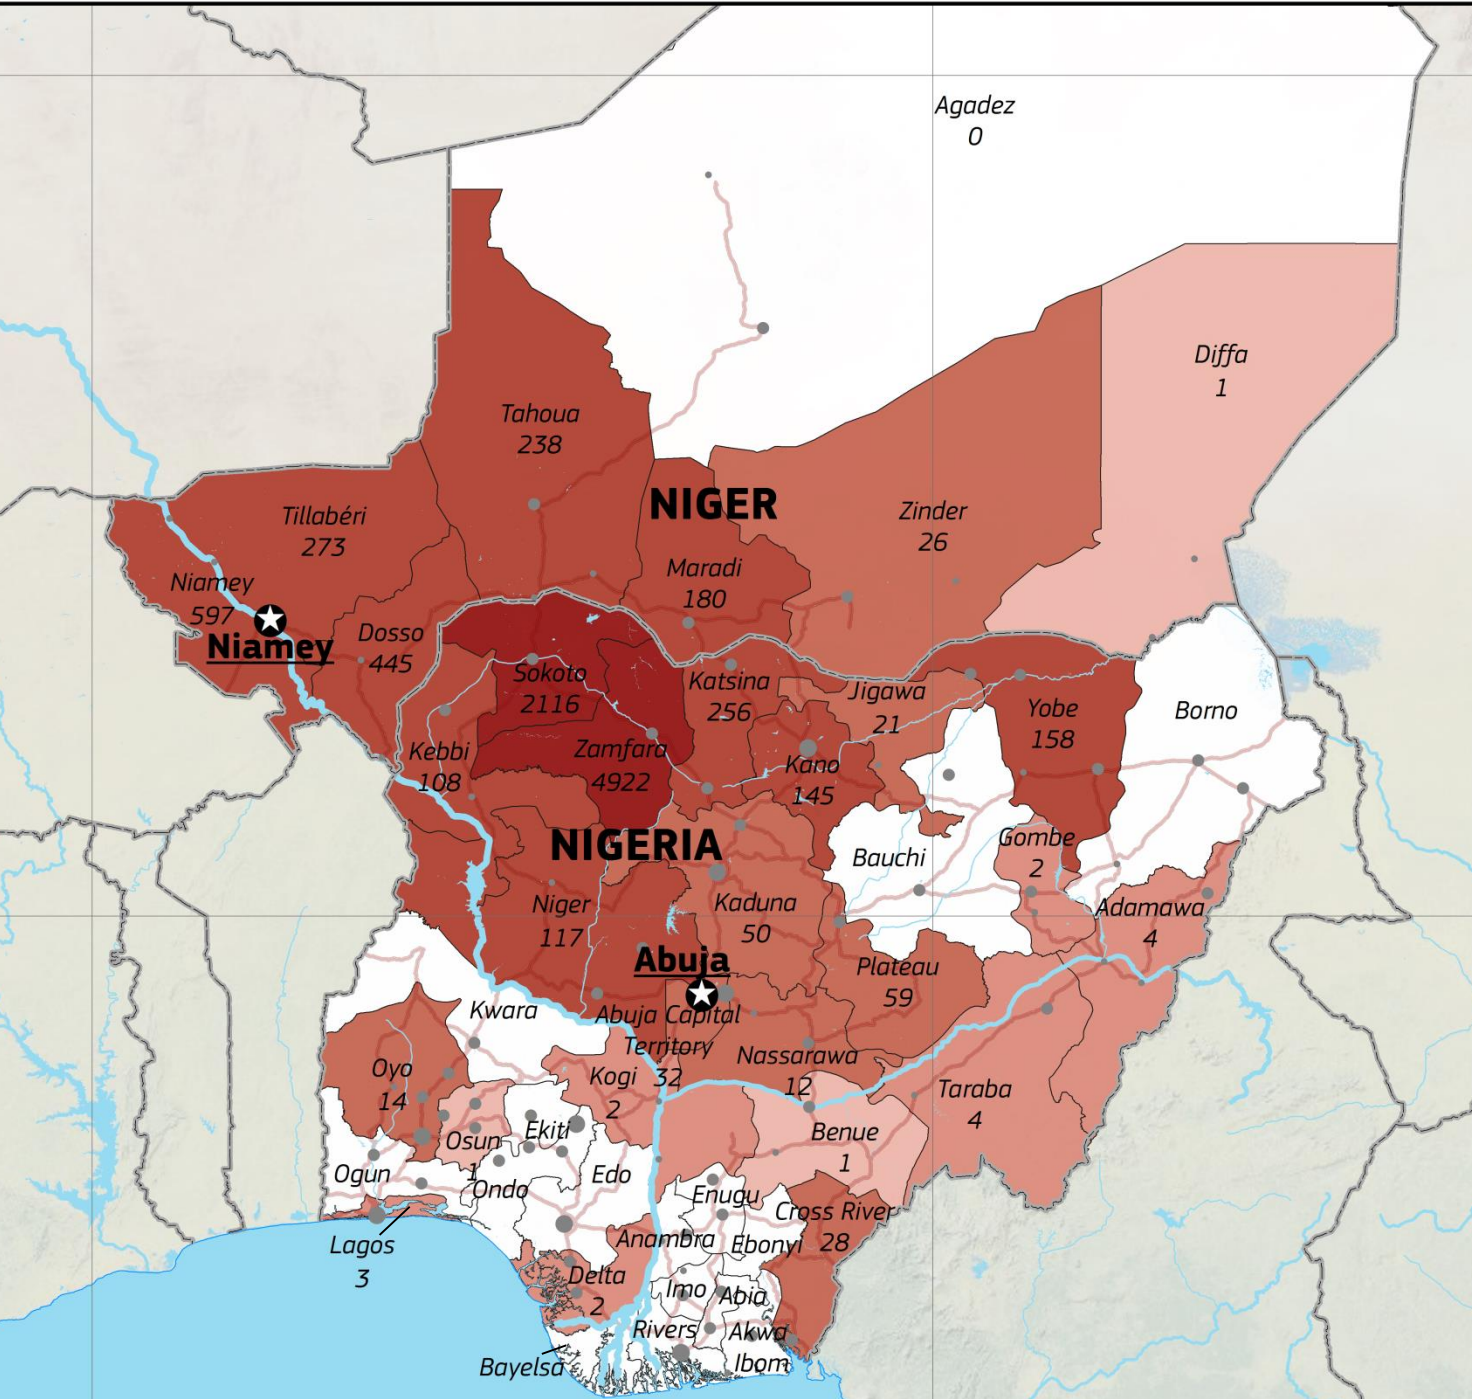 Agadez
0
Diffa
1
Tahoua
238
NIGER
Zinder
26
Tillabéri
273
Maradi
180
Niamey
597
Niamey
Dosso
445
Sokoto
2116
Katsina
256
Jigawa
21
Yobe
158
Borno
Kebbi
108
Zamfara
4922
Kano
145
NIGERIA
Bauchi
Gombe
2
Niger
117
Kaduna
50
Adamawa
4
Abuja
Plateau
59
Kwara
Abuja Capital
Territory
32
Nassarawa
12
Oyo
14
Kogi
2
Taraba
4
Osun
1
Ekiti
Benue
1
Ogun
Ondo
Edo
Enugu
Cross River
28
Lagos
3
Anambra
Ebonyi
Delta
2
Imo
Abia
Rivers
Akwa
Ibom
Bayelsa